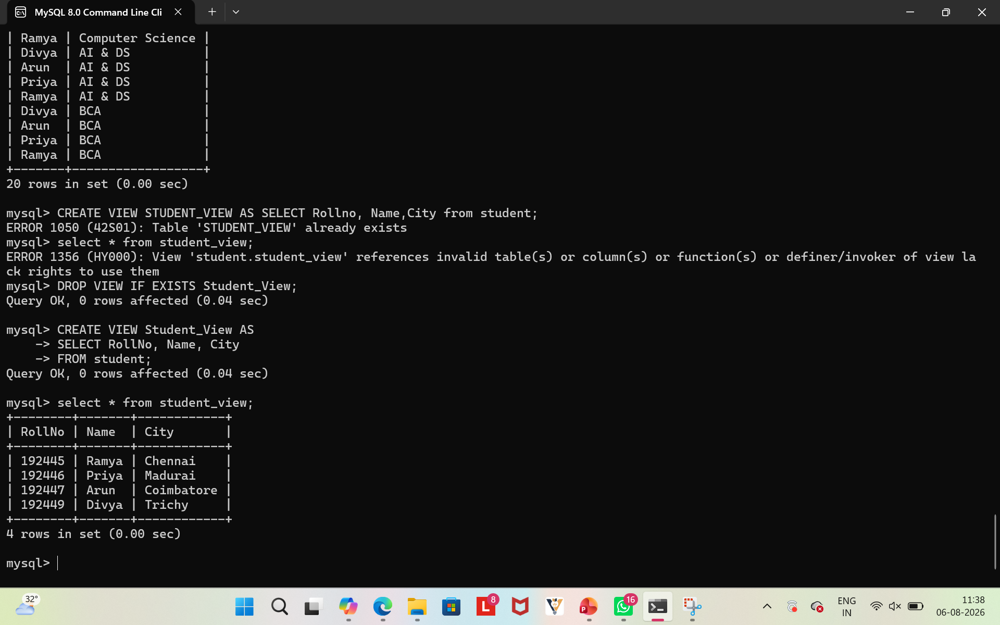 MySQL 8.0 Command Line Cli
| Ramya | Computer Science |
| Divya | AI & DS          |
| Arun  | AI & DS          |
| Priya | AI & DS          |
| Ramya | AI & DS          |
| Divya | BCA              |
| Arun  | BCA              |
| Priya | BCA              |
| Ramya | BCA              |
+-------+------------------+
20 rows in set (0.00 sec)
mysql> CREATE VIEW STUDENT_VIEW AS SELECT Rollno, Name,City from student;
ERROR 1050 (42S01): Table 'STUDENT_VIEW' already exists
mysql> select * from student_view;
ERROR 1356 (HY000): View 'student.student_view' references invalid table(s) or column(s) or function(s) or definer/invoker of view la
ck rights to use them
mysql> DROP VIEW IF EXISTS Student_View;
Query OK, 0 rows affected (0.04 sec)
mysql> CREATE VIEW Student_View AS
    -> SELECT RollNo, Name, City
    -> FROM student;
Query OK, 0 rows affected (0.04 sec)
mysql> select * from student_view;
+--------+-------+------------+
| RollNo | Name  | City       |
+--------+-------+------------+
| 192445 | Ramya | Chennai    |
| 192446 | Priya | Madurai    |
| 192447 | Arun  | Coimbatore |
| 192449 | Divya | Trichy     |
+--------+-------+------------+
4 rows in set (0.00 sec)
mysql>
32°
L 8
P
16
ENG
IN
11:38
06-08-2026